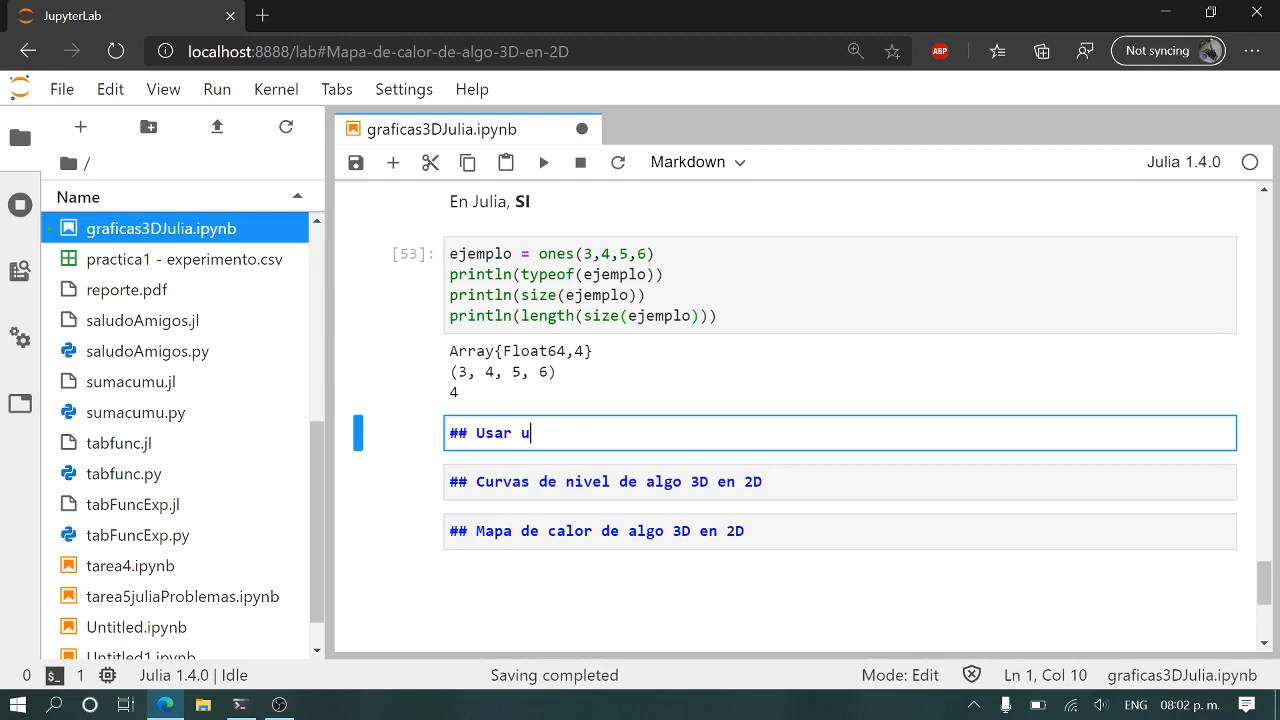 JupyterLab
localhost:8888/lab#Mapa-de-calor-de-algo-3D-en-2D
ABP
Not syncing
File Edit View Run Kernel Tabs Settings Help
graficas3DJulia.ipynb
Markdown
Julia 1.4.0
/
Name
graficas3DJulia.ipynb
practica1 - experimento.csv
reporte.pdf
saludoAmigos.jl
saludoAmigos.py
sumacumu.jl
sumacumu.py
tabfunc.jl
tabfunc.py
tabFuncExp.jl
tabFuncExp.py
tarea4.ipynb
tarea5juliaProblemas.ipynb
Untitled.ipynb
Untitled1.ipynb
En Julia, SI
[53]:
ejemplo = ones(3,4,5,6)
println(typeof(ejemplo))
println(size(ejemplo))
println(length(size(ejemplo)))
Array{Float64,4}
(3, 4, 5, 6)
4
## Usar u
## Curvas de nivel de algo 3D en 2D
## Mapa de calor de algo 3D en 2D
0 $_ 1 Julia 1.4.0 | Idle Saving completed Mode: Edit Ln 1, Col 10 graficas3DJulia.ipynb
08:02 p. m.